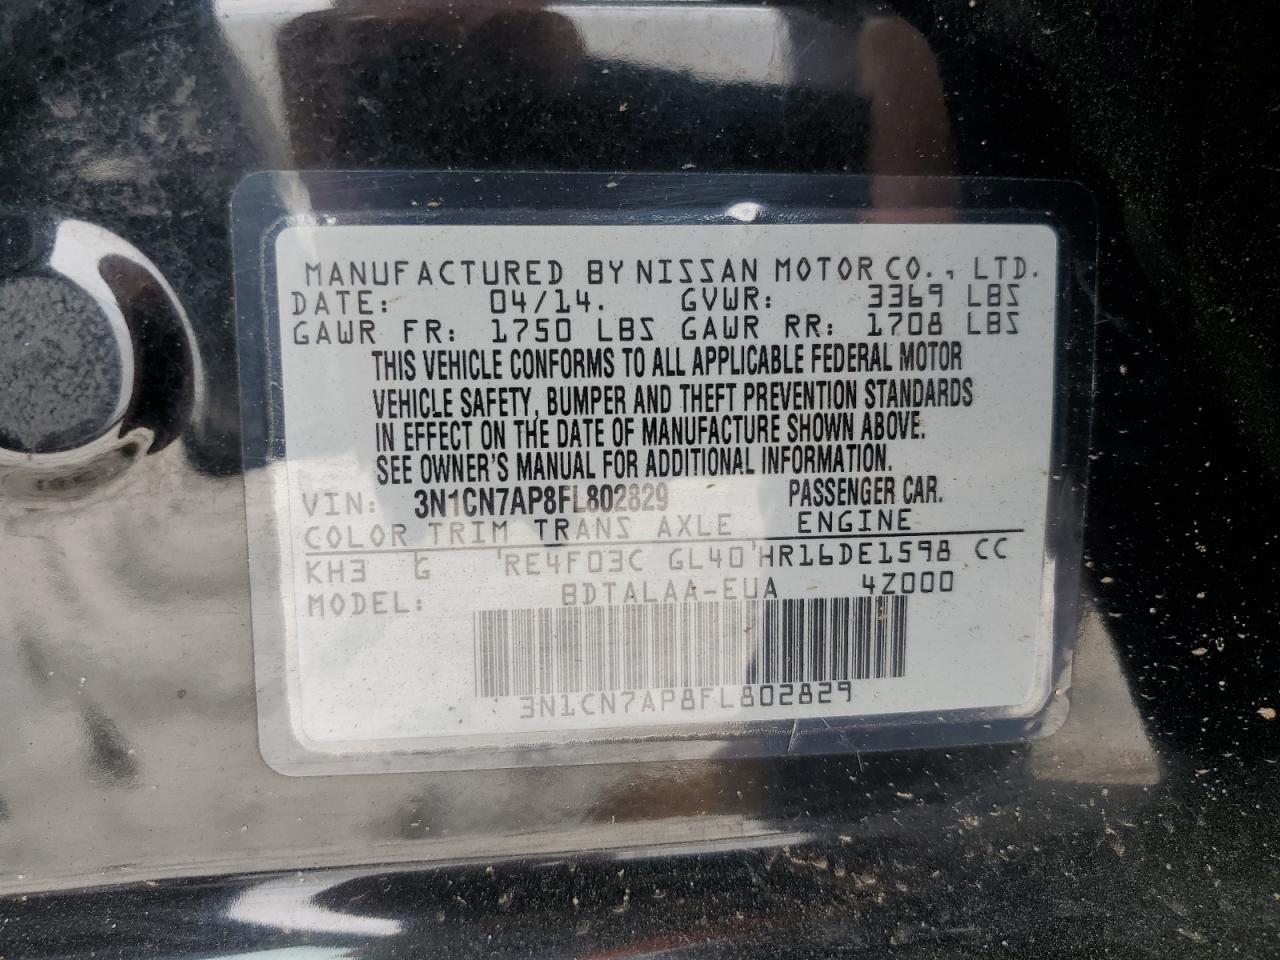 MANUFACTURED BY NISSAN MOTOR CO., LTD.
DATE: 04/14. GVWR: 3369 LBS
GAWR FR: 1750 LBS GAWR RR: 1708 LBS
THIS VEHICLE CONFORMS TO ALL APPLICABLE FEDERAL MOTOR
VEHICLE SAFETY, BUMPER AND THEFT PREVENTION STANDARDS
IN EFFECT ON THE DATE OF MANUFACTURE SHOWN ABOVE.
SEE OWNER'S MANUAL FOR ADDITIONAL INFORMATION.
VIN: 3N1CN7AP8FL802829 PASSENGER CAR.
COLOR TRIM TRANS AXLE ENGINE
KH3 G RE4F03C GL40 HR16DE1598 CC
MODEL: BDTALAA-EUA 4Z000
3N1CN7AP8FL802829